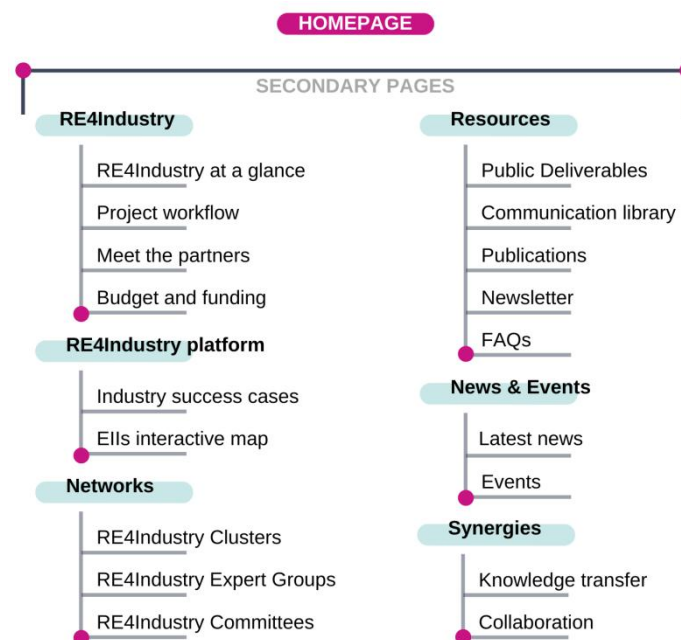 HOMEPAGE
SECONDARY PAGES
RE4Industry
RE4Industry at a glance
Project workflow
Meet the partners
Budget and funding
RE4Industry platform
Industry success cases
EIIs interactive map
Networks
RE4Industry Clusters
RE4Industry Expert Groups
RE4Industry Committees
Resources
Public Deliverables
Communication library
Publications
Newsletter
FAQs
News & Events
Latest news
Events
Synergies
Knowledge transfer
Collaboration